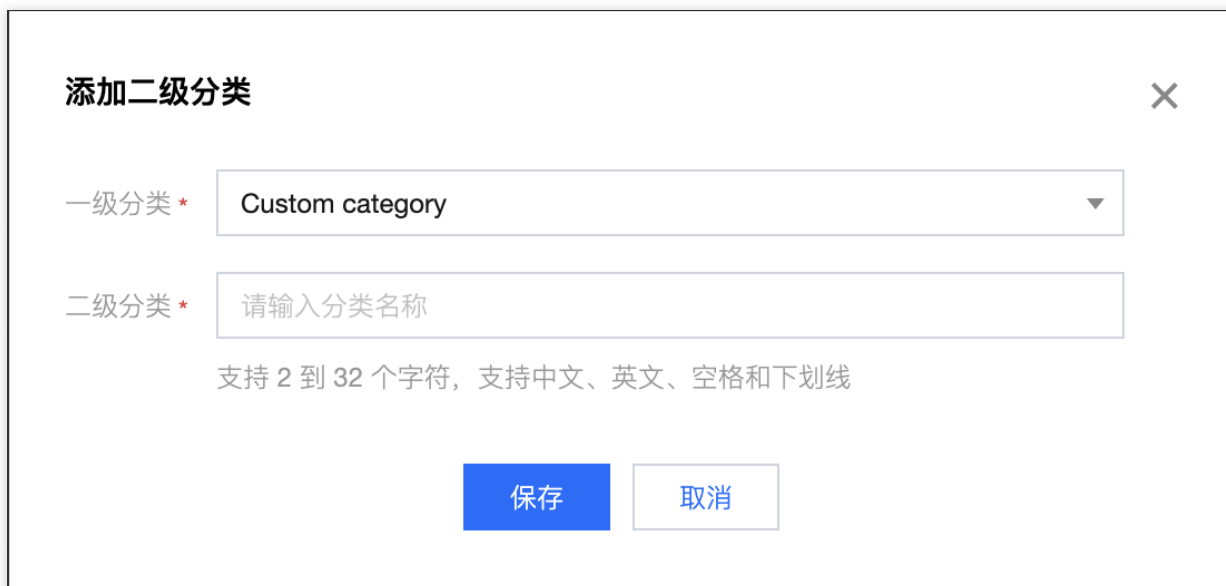 添加二级分类
一级分类 * Custom category
二级分类 * 请输入分类名称
支持 2 到 32 个字符，支持中文、英文、空格和下划线
保存 取消